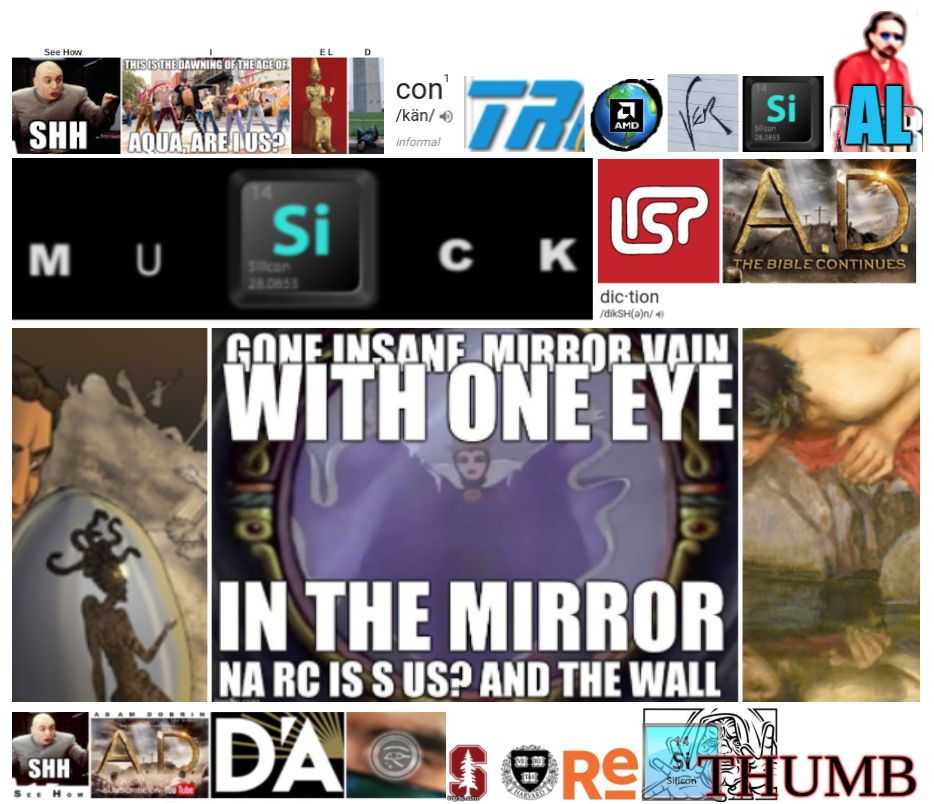 See How
I
E L
D
SHH
THIS IS THE DAWNING OF THE AGE OF
AQUA, ARE I US?
con1
/kän/
informal
TRI
AMD
VER
14
Si
Silicon
28.0855
AL
M U
14
Si
Silicon
28.0855
C K
LISP
A.D.
THE BIBLE CONTINUES
dic·tion
/dikSH(ə)n/
GONE INSANE, MIRROR VAIN
WITH ONE EYE
IN THE MIRROR
NA RC IS S US? AND THE WALL
SHH
SEE HOW
ADAM DOBRIN
A.D.
SUBSCRIBE ON YouTube
D'A
S
HARVARD
Re
14
Si
Silicon
THUMB